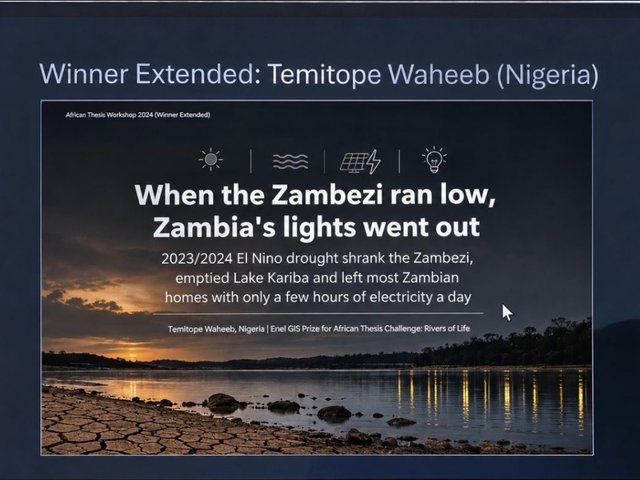 Winner Extended: Temitope Waheeb (Nigeria)
African Thesis Workshop 2024 (Winner Extended)
When the Zambezi ran low,
Zambia's lights went out
2023/2024 El Nino drought shrank the Zambezi,
emptied Lake Kariba and left most Zambian
homes with only a few hours of electricity a day
Temitope Waheeb, Nigeria | Enel GIS Prize for African Thesis Challenge: Rivers of Life